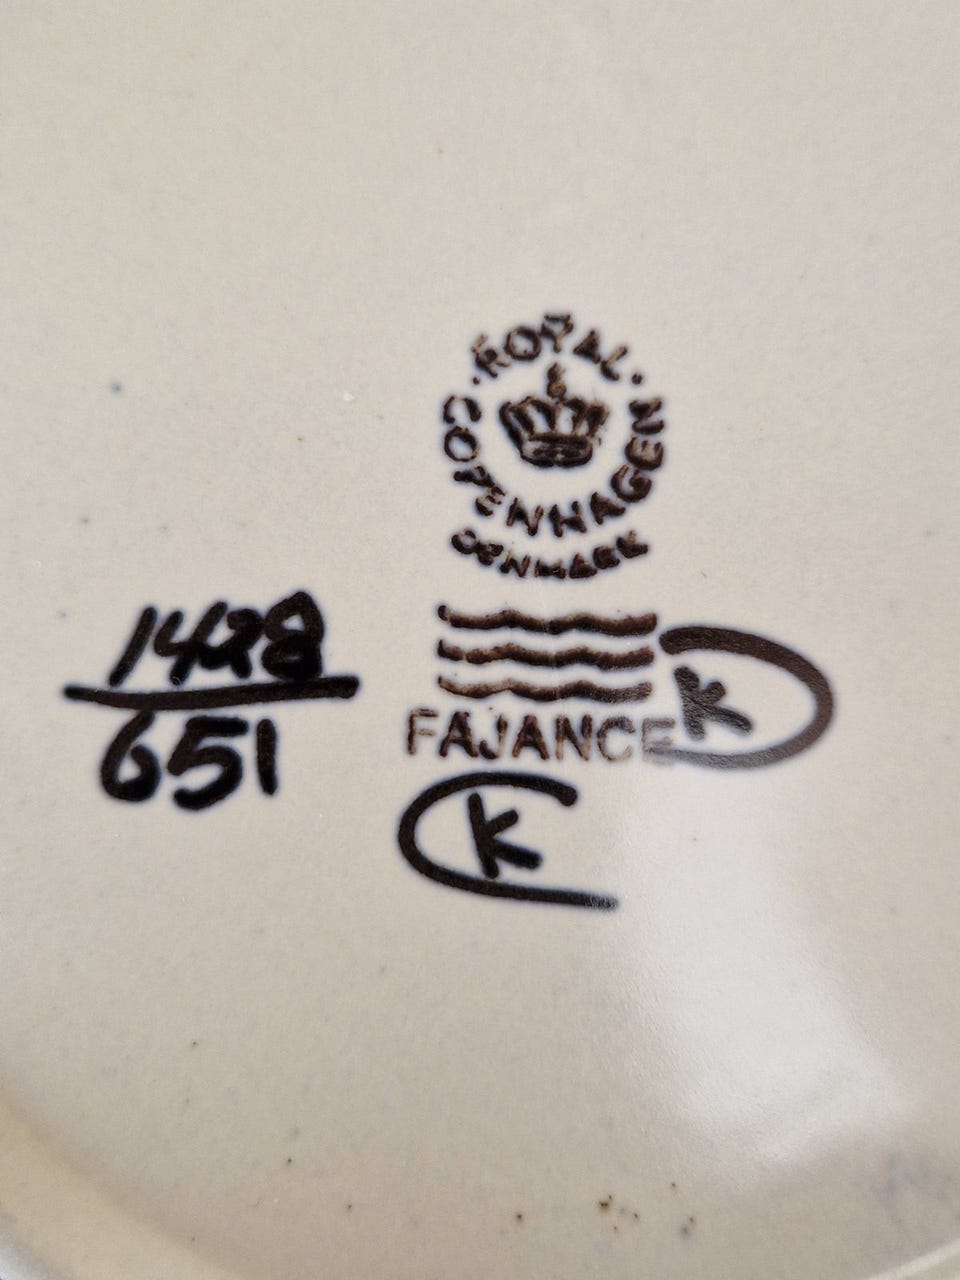 ROYAL
COPENHAGEN
DENMARK
1428
651
FAJANCE
K
K